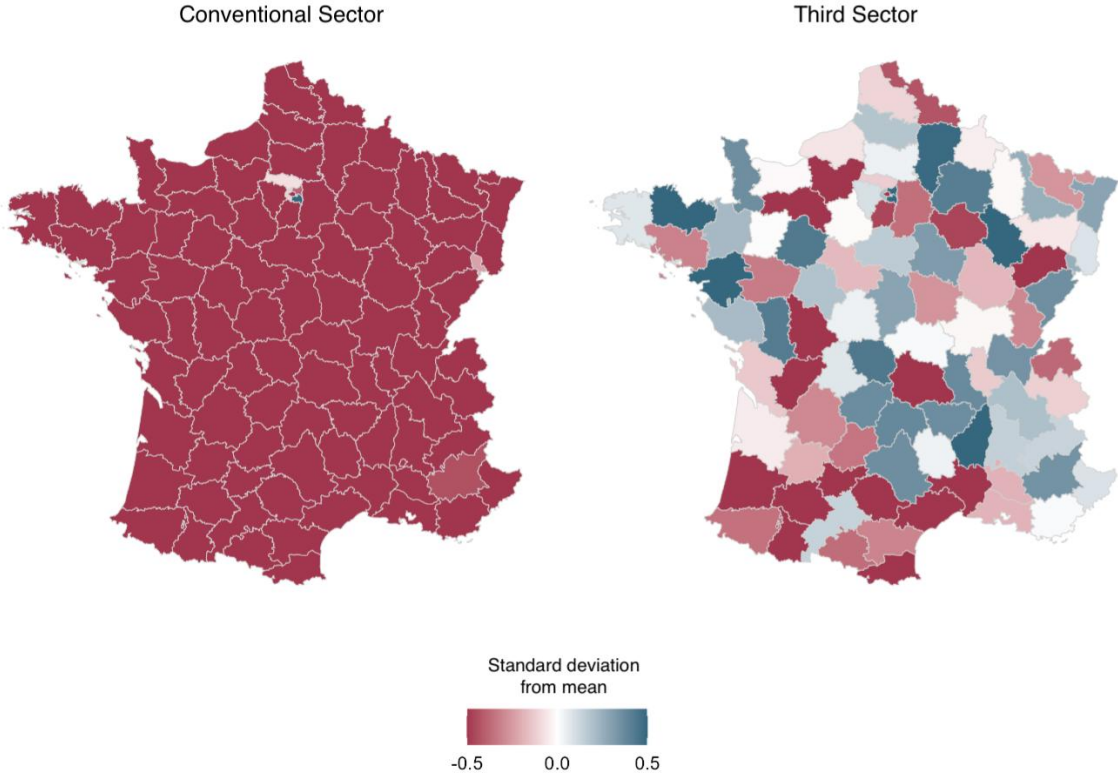 Conventional Sector
Third Sector
Standard deviation
from mean
-0.5 0.0 0.5